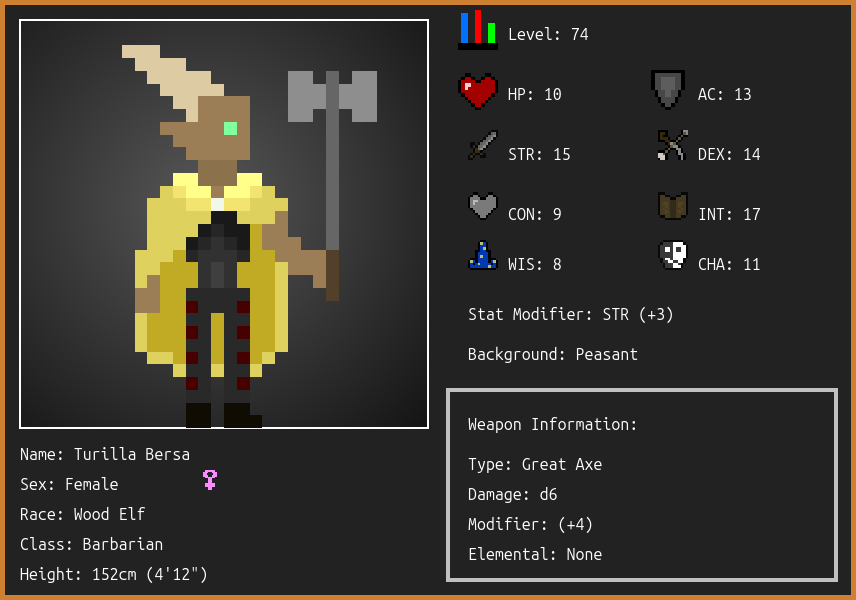 Level: 74
HP: 10
AC: 13
STR: 15
DEX: 14
CON: 9
INT: 17
WIS: 8
CHA: 11
Stat Modifier: STR (+3)
Background: Peasant
Weapon Information:
Type: Great Axe
Damage: d6
Modifier: (+4)
Elemental: None
Name: Turilla Bersa
Sex: Female
Race: Wood Elf
Class: Barbarian
Height: 152cm (4'12")